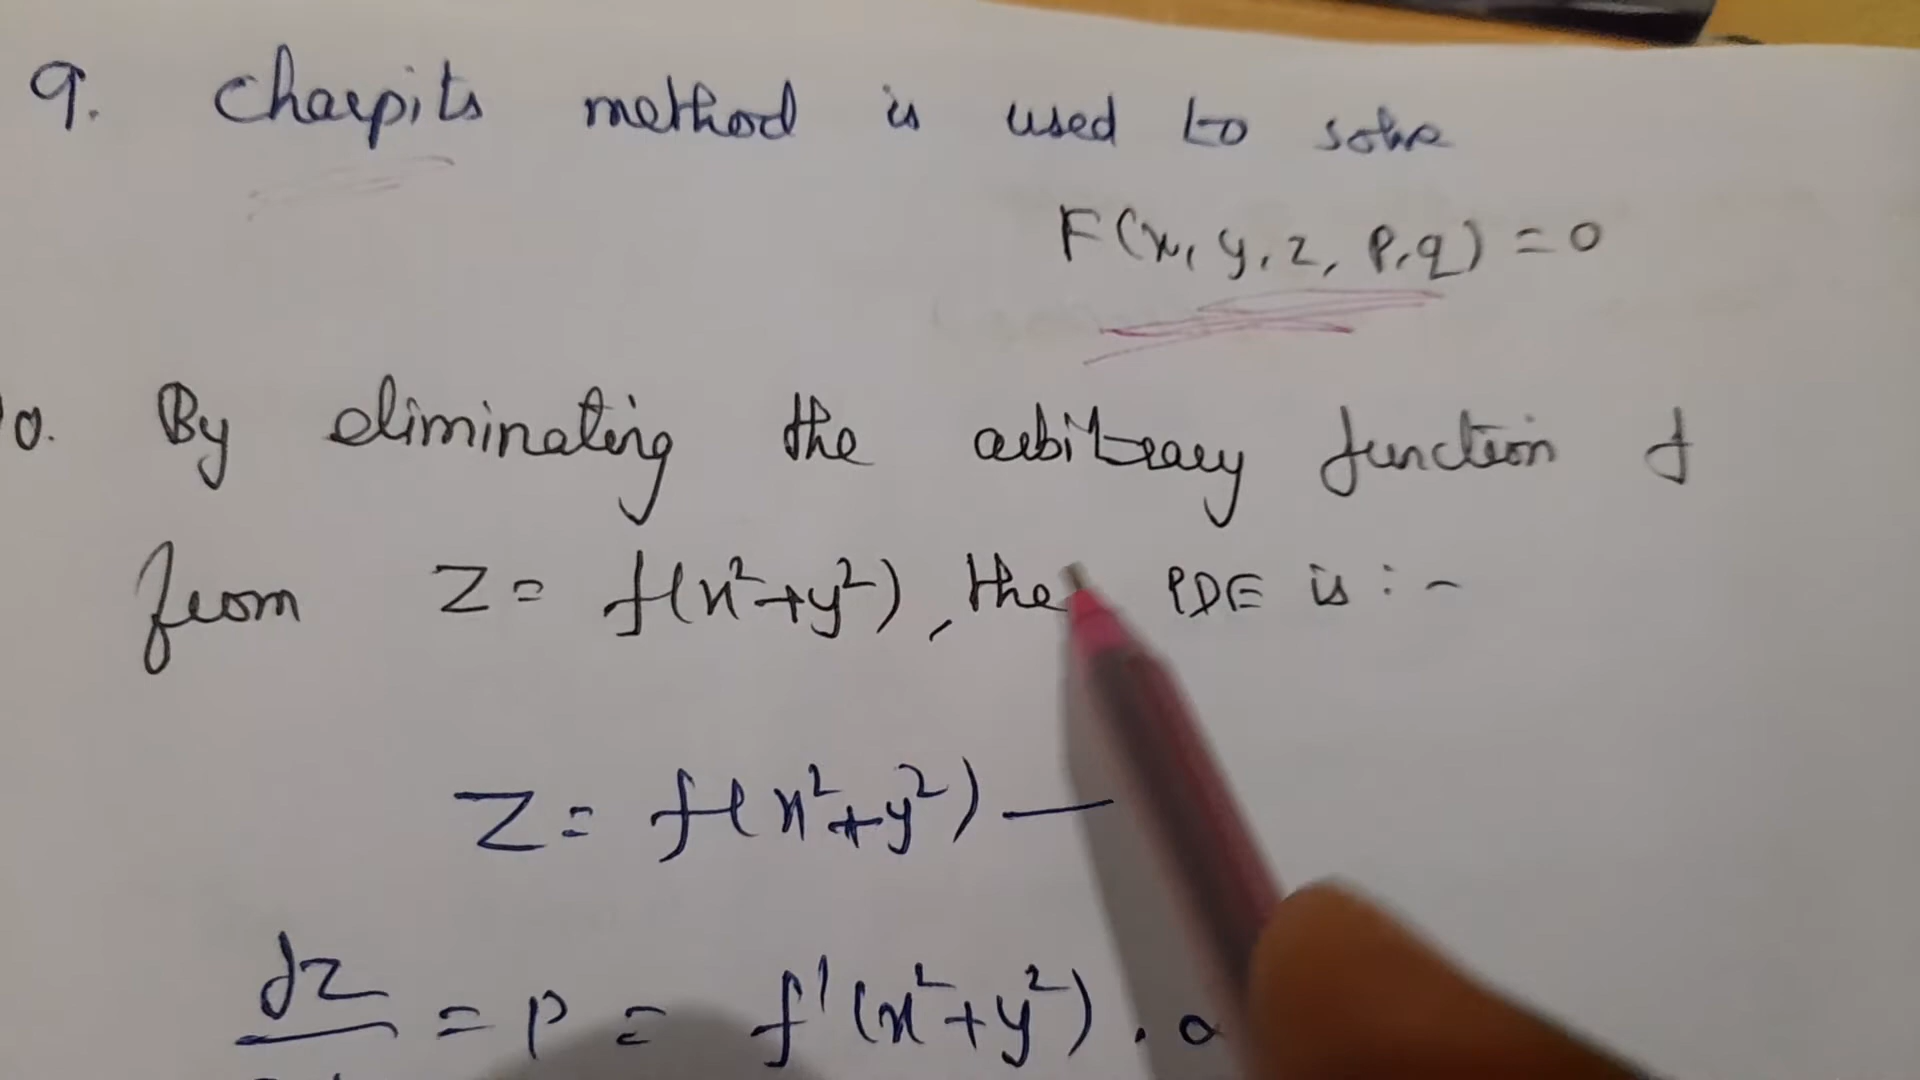 9. Charpits method is used to solve
F(x, y, z, p, q) = 0
0. By eliminating the arbitrary function f
from z = f(x²+y²), the PDE is : -
z = f(x²+y²) —
dz
= p = f'(x²+y²) .